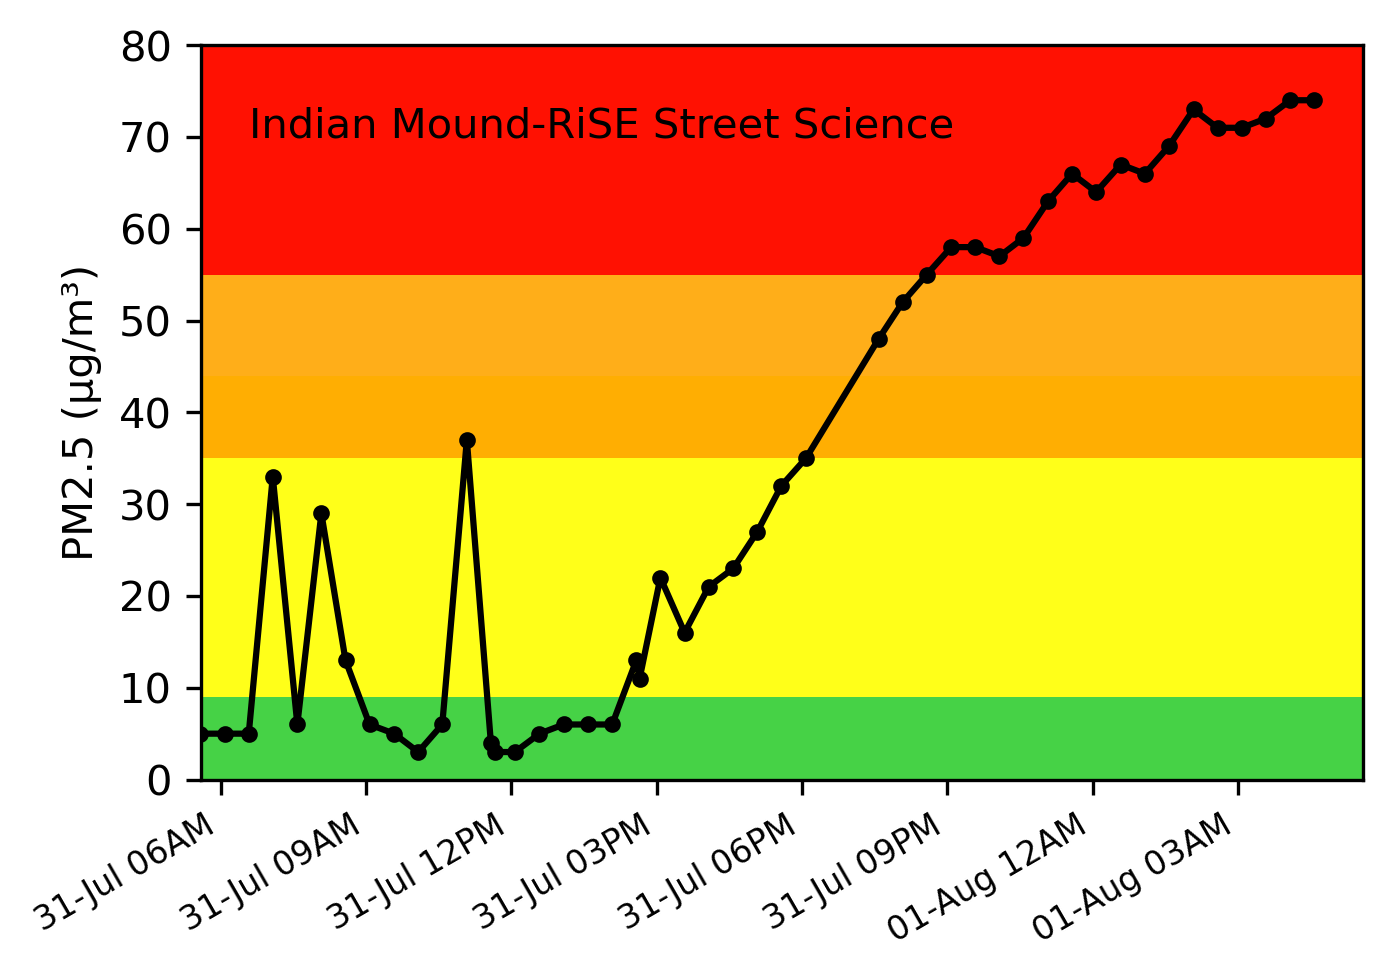 80
Indian Mound-RiSE Street Science
70
60
50
40
30
20
10
0
PM2.5 (µg/m³)
31-Jul 06AM
31-Jul 09AM
31-Jul 12PM
31-Jul 03PM
31-Jul 06PM
31-Jul 09PM
01-Aug 12AM
01-Aug 03AM